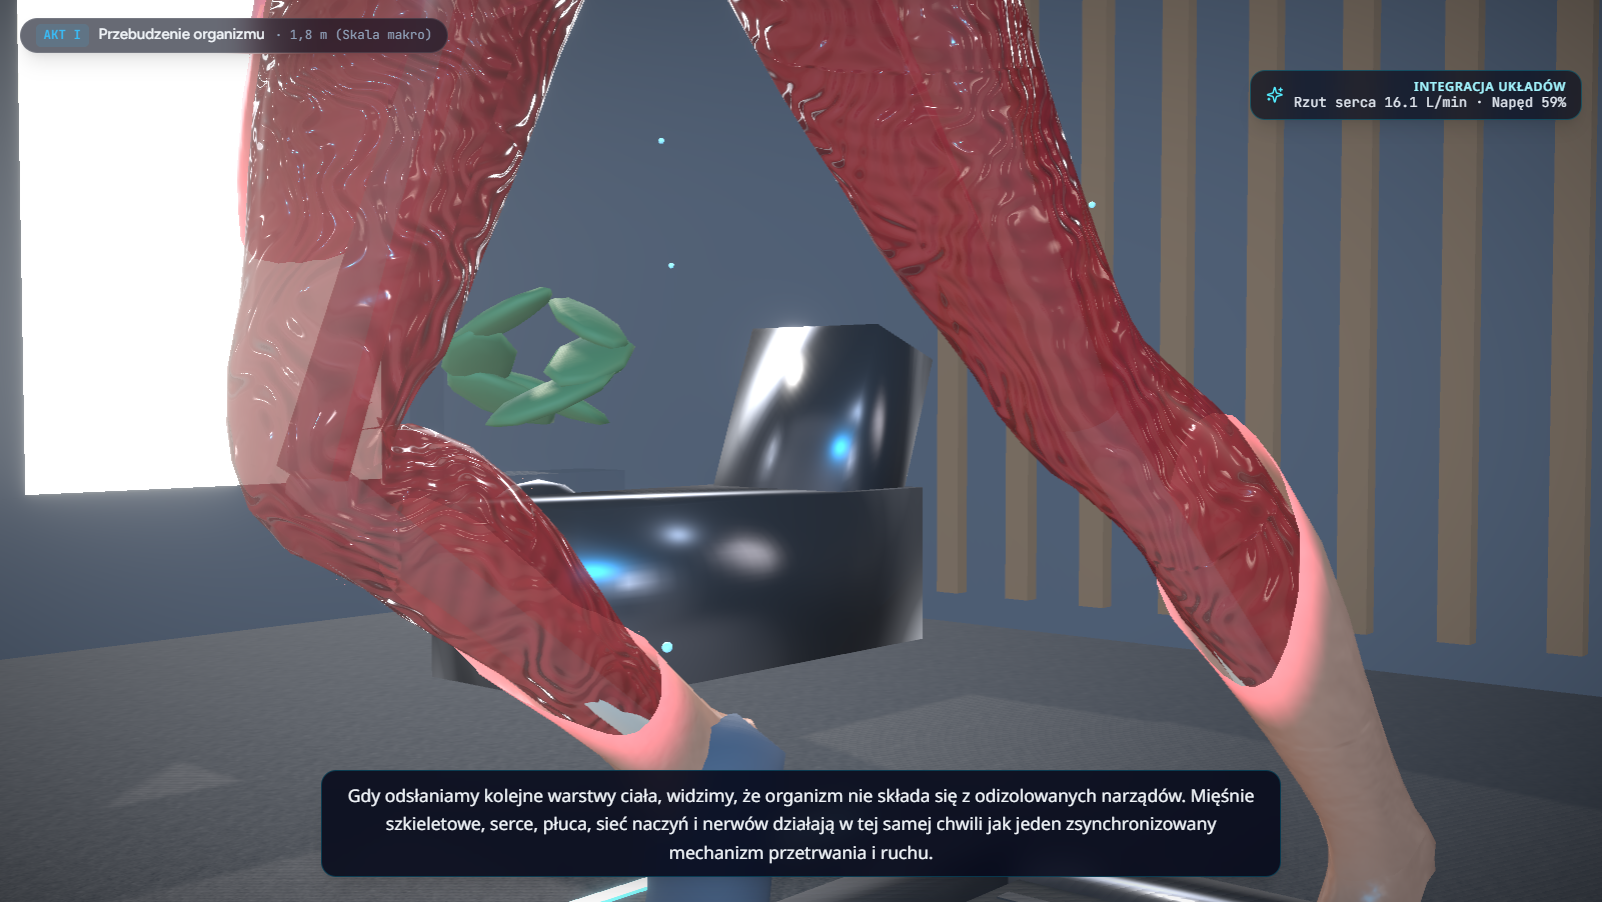 AKT I Przebudzenie organizmu · 1,8 m (Skala makro)
INTEGRACJA UKŁADÓW
Rzut serca 16.1 L/min · Napęd 59%
Gdy odsłaniamy kolejne warstwy ciała, widzimy, że organizm nie składa się z odizolowanych narządów. Mięśnie
szkieletowe, serce, płuca, sieć naczyń i nerwów działają w tej samej chwili jak jeden zsynchronizowany
mechanizm przetrwania i ruchu.